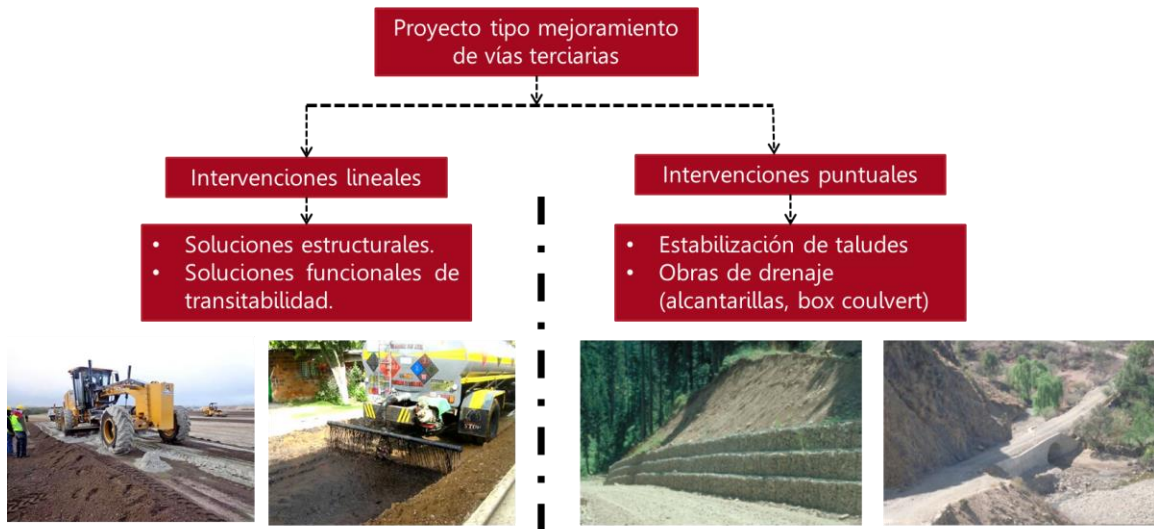 Proyecto tipo mejoramiento
de vías terciarias
Intervenciones lineales
• Soluciones estructurales.
• Soluciones funcionales de
transitabilidad.
Intervenciones puntuales
• Estabilización de taludes
• Obras de drenaje
(alcantarillas, box coulvert)